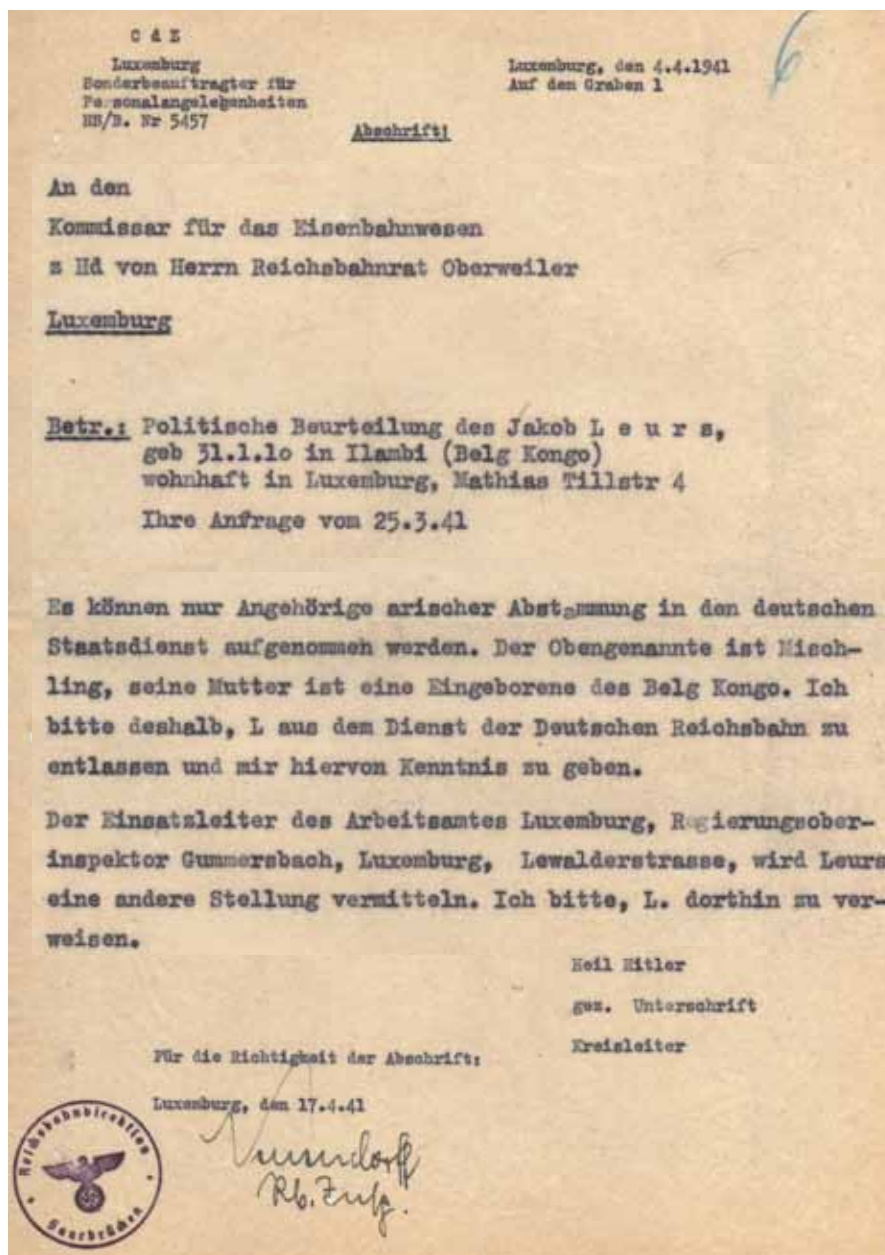 C d Z
Luxemburg
Sonderbeauftragter für
Personalangelegenheiten
HS/B. Nr 5457
Luxemburg, den 4.4.1941
Auf dem Graben 1
6
Abschrift!
An den
Kommissar für das Eisenbahnwesen
z Hd von Herrn Reichsbahnrat Oberweiler
Luxemburg
Betr.: Politische Beurteilung des Jakob L e u r s,
geb 31.1.1o in Ilambi (Belg Kongo)
wohnhaft in Luxemburg, Mathias Tillstr 4
Ihre Anfrage vom 25.3.41
Es können nur Angehörige arischer Abstammung in den deutschen
Staatsdienst aufgenommen werden. Der Obengenannte ist Misch-
ling, seine Mutter ist eine Eingeborene des Belg Kongo. Ich
bitte deshalb, L aus dem Dienst der Deutschen Reichsbahn zu
entlassen und mir hiervon Kenntnis zu geben.
Der Einsatzleiter des Arbeitsamtes Luxemburg, Regierungsober-
inspektor Gummersbach, Luxemburg, Lewalderstrasse, wird Leurs
eine andere Stellung vermitteln. Ich bitte, L. dorthin zu ver-
weisen.
Heil Hitler
gez. Unterschrift
Kreisleiter
Für die Richtigkeit der Abschrift:
Luxemburg, den 17.4.41
Rb.
Reichsbahndirektion
Saarbrücken